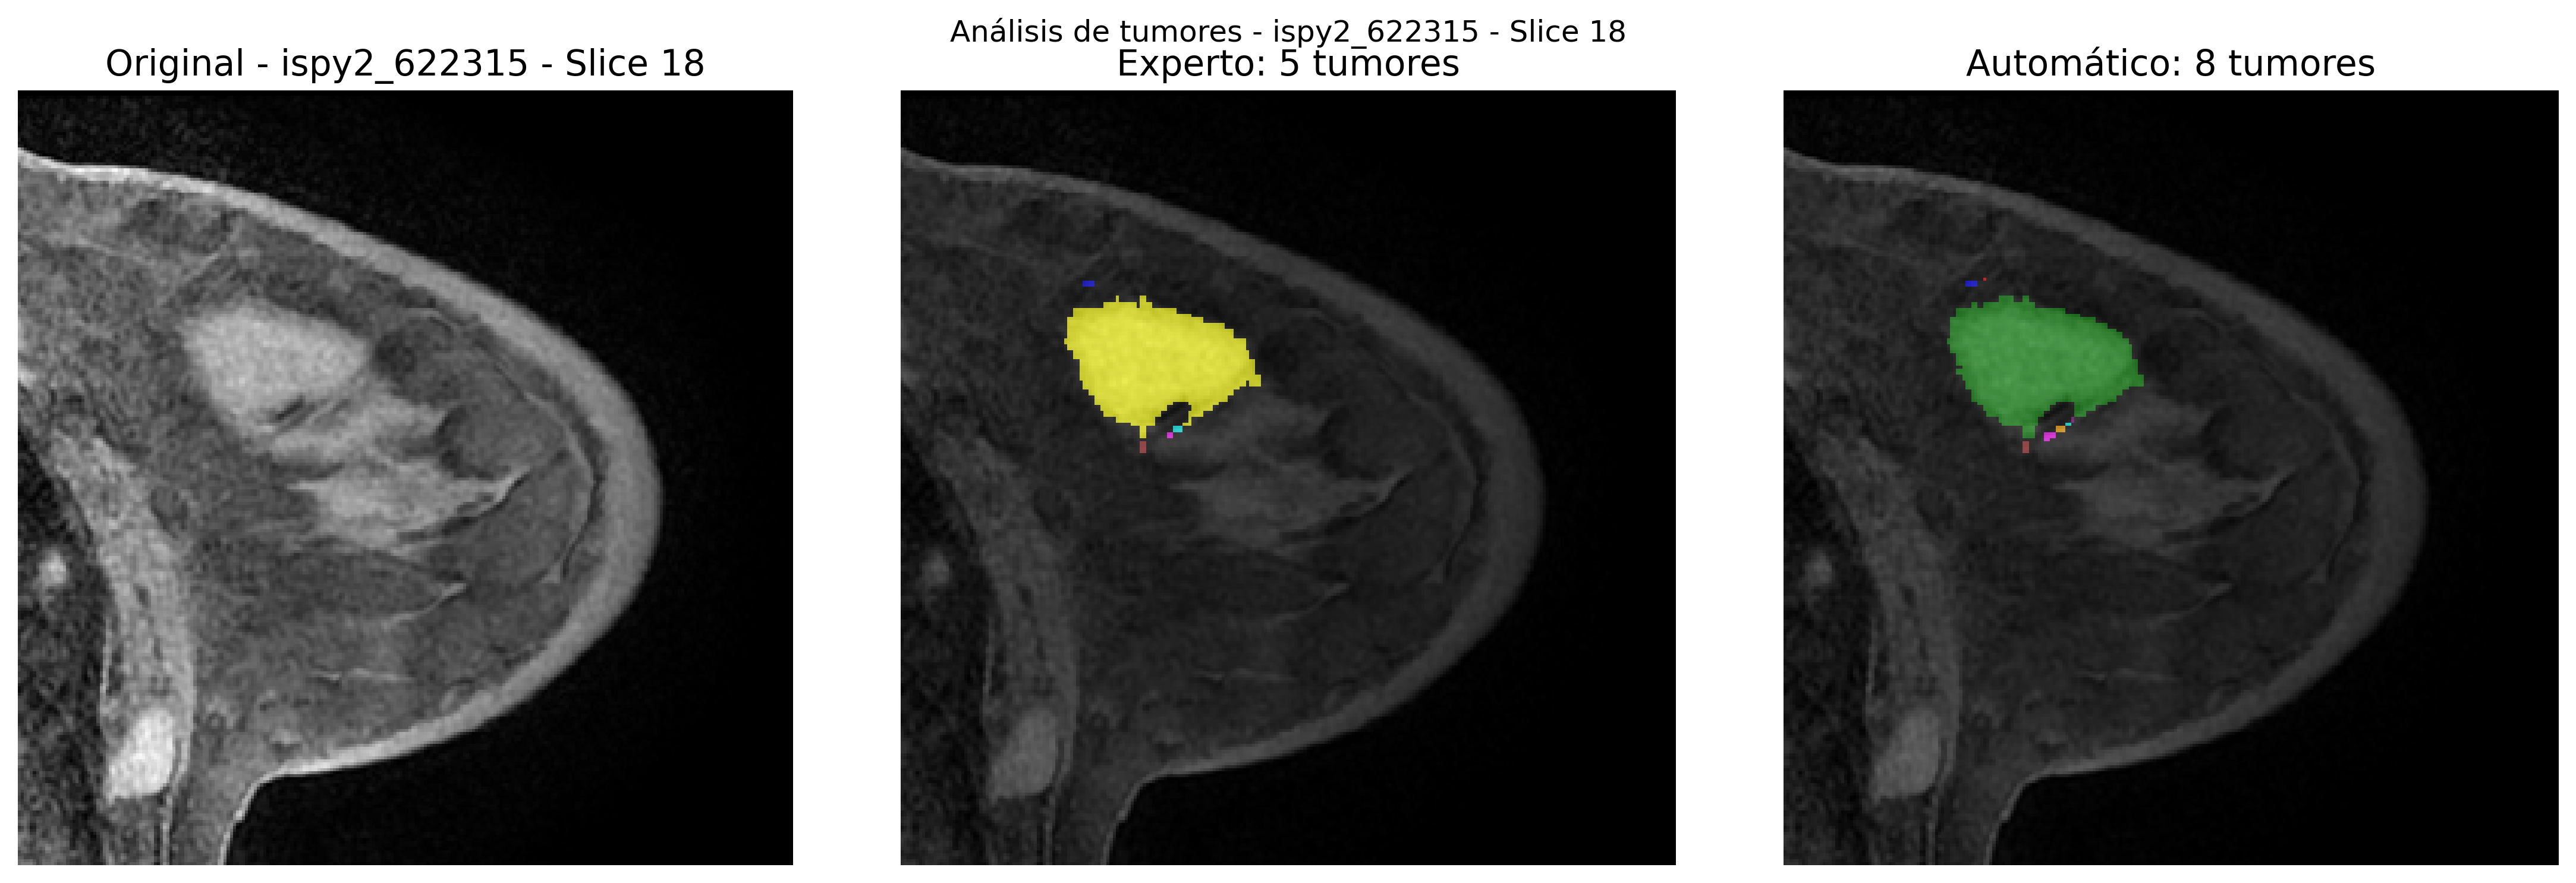 Análisis de tumores - ispy2_622315 - Slice 18
Original - ispy2_622315 - Slice 18
Experto: 5 tumores
Automático: 8 tumores